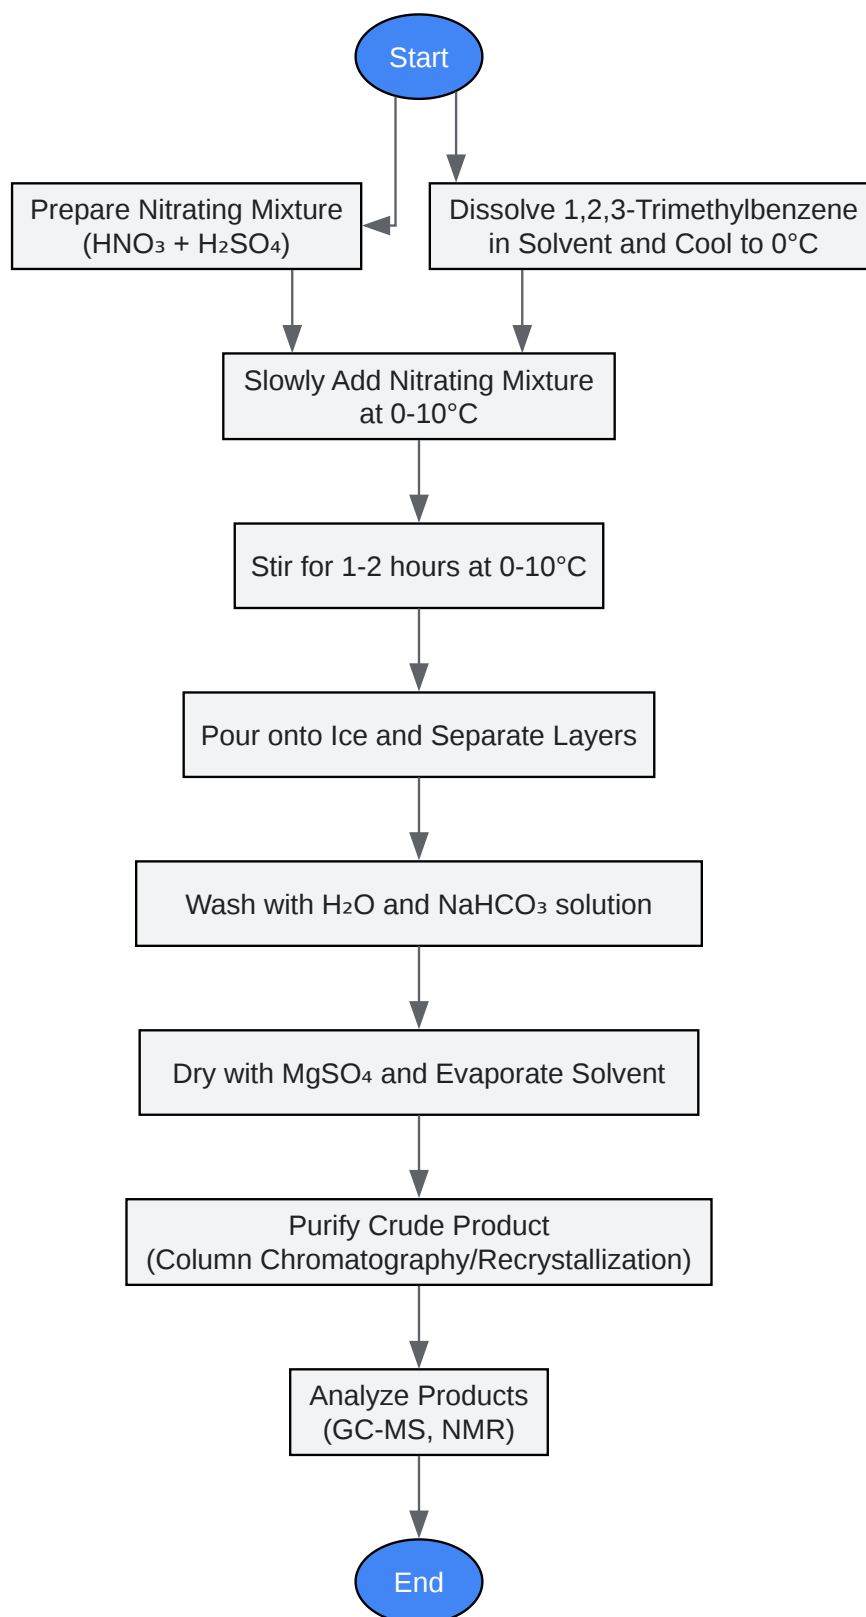 Start
Prepare Nitrating Mixture
(HNO₃ + H₂SO₄)
Dissolve 1,2,3-Trimethylbenzene
in Solvent and Cool to 0°C
Slowly Add Nitrating Mixture
at 0-10°C
Stir for 1-2 hours at 0-10°C
Pour onto Ice and Separate Layers
Wash with H₂O and NaHCO₃ solution
Dry with MgSO₄ and Evaporate Solvent
Purify Crude Product
(Column Chromatography/Recrystallization)
Analyze Products
(GC-MS, NMR)
End